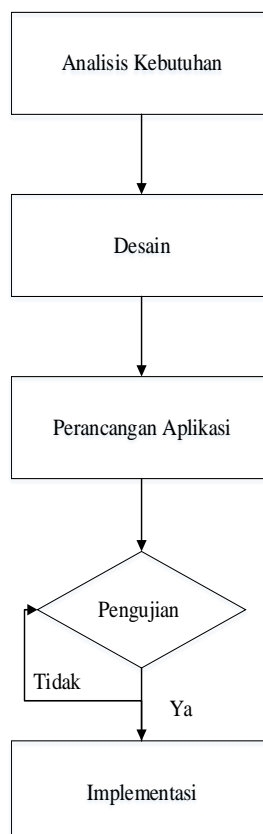 Analisis Kebutuhan
Desain
Perancangan Aplikasi
Pengujian
Tidak
Ya
Implementasi